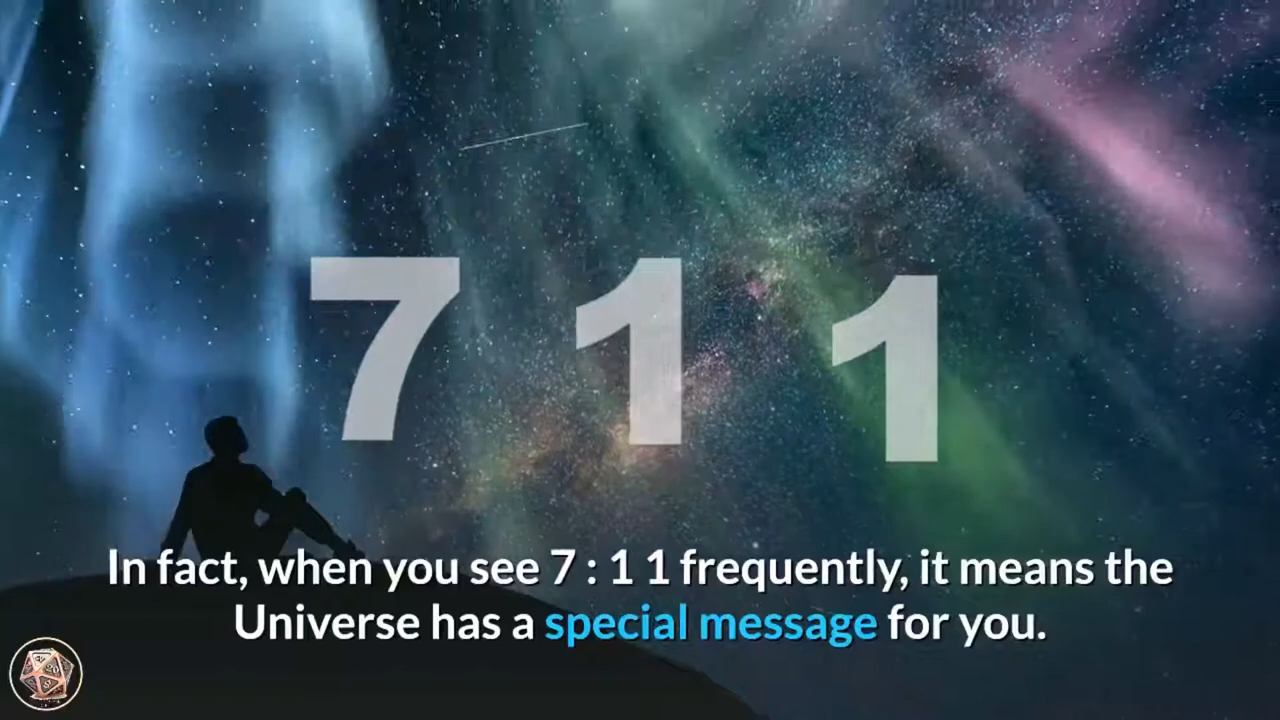 7 1 1
In fact, when you see 7 : 1 1 frequently, it means the
Universe has a special message for you.